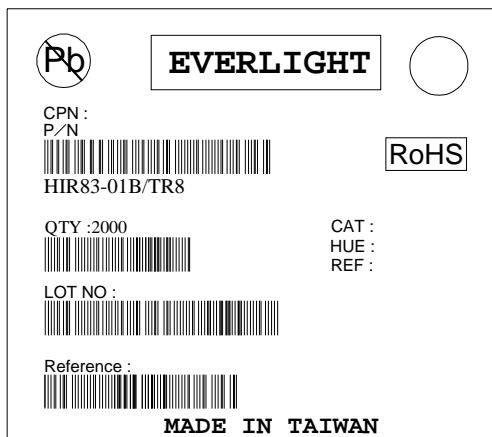 Pb
EVERLIGHT
CPN :
P/N
RoHS
HIR83-01B/TR8
QTY :2000
CAT :
HUE :
REF :
LOT NO :
Reference :
MADE IN TAIWAN